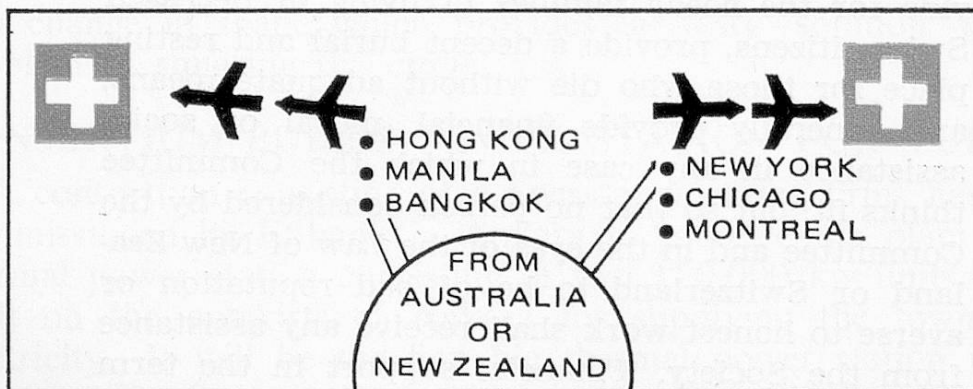 • HONG KONG
• MANILA
• BANGKOK
• NEW YORK
• CHICAGO
• MONTREAL
FROM
AUSTRALIA
OR
NEW ZEALAND